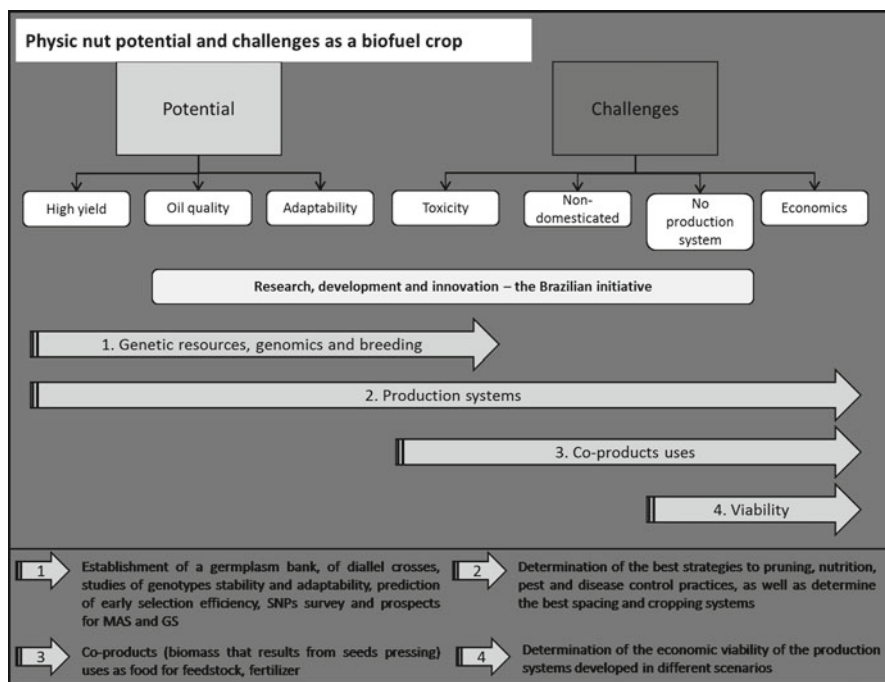 Physic nut potential and challenges as a biofuel crop
Potential
Challenges
High yield
Oil quality
Adaptability
Toxicity
Non-
domesticated
No
production
system
Economics
Research, development and innovation – the Brazilian initiative
1. Genetic resources, genomics and breeding
2. Production systems
3. Co-products uses
4. Viability
1
Establishment of a germplasm bank, of diallel crosses,
studies of genotypes stability and adaptability, prediction
of early selection efficiency, SNPs survey and prospects
for MAS and GS
2
Determination of the best strategies to pruning, nutrition,
pest and disease control practices, as well as determine
the best spacing and cropping systems
3
Co-products (biomass that results from seeds pressing)
uses as food for feedstock, fertilizer
4
Determination of the economic viability of the production
systems developed in different scenarios